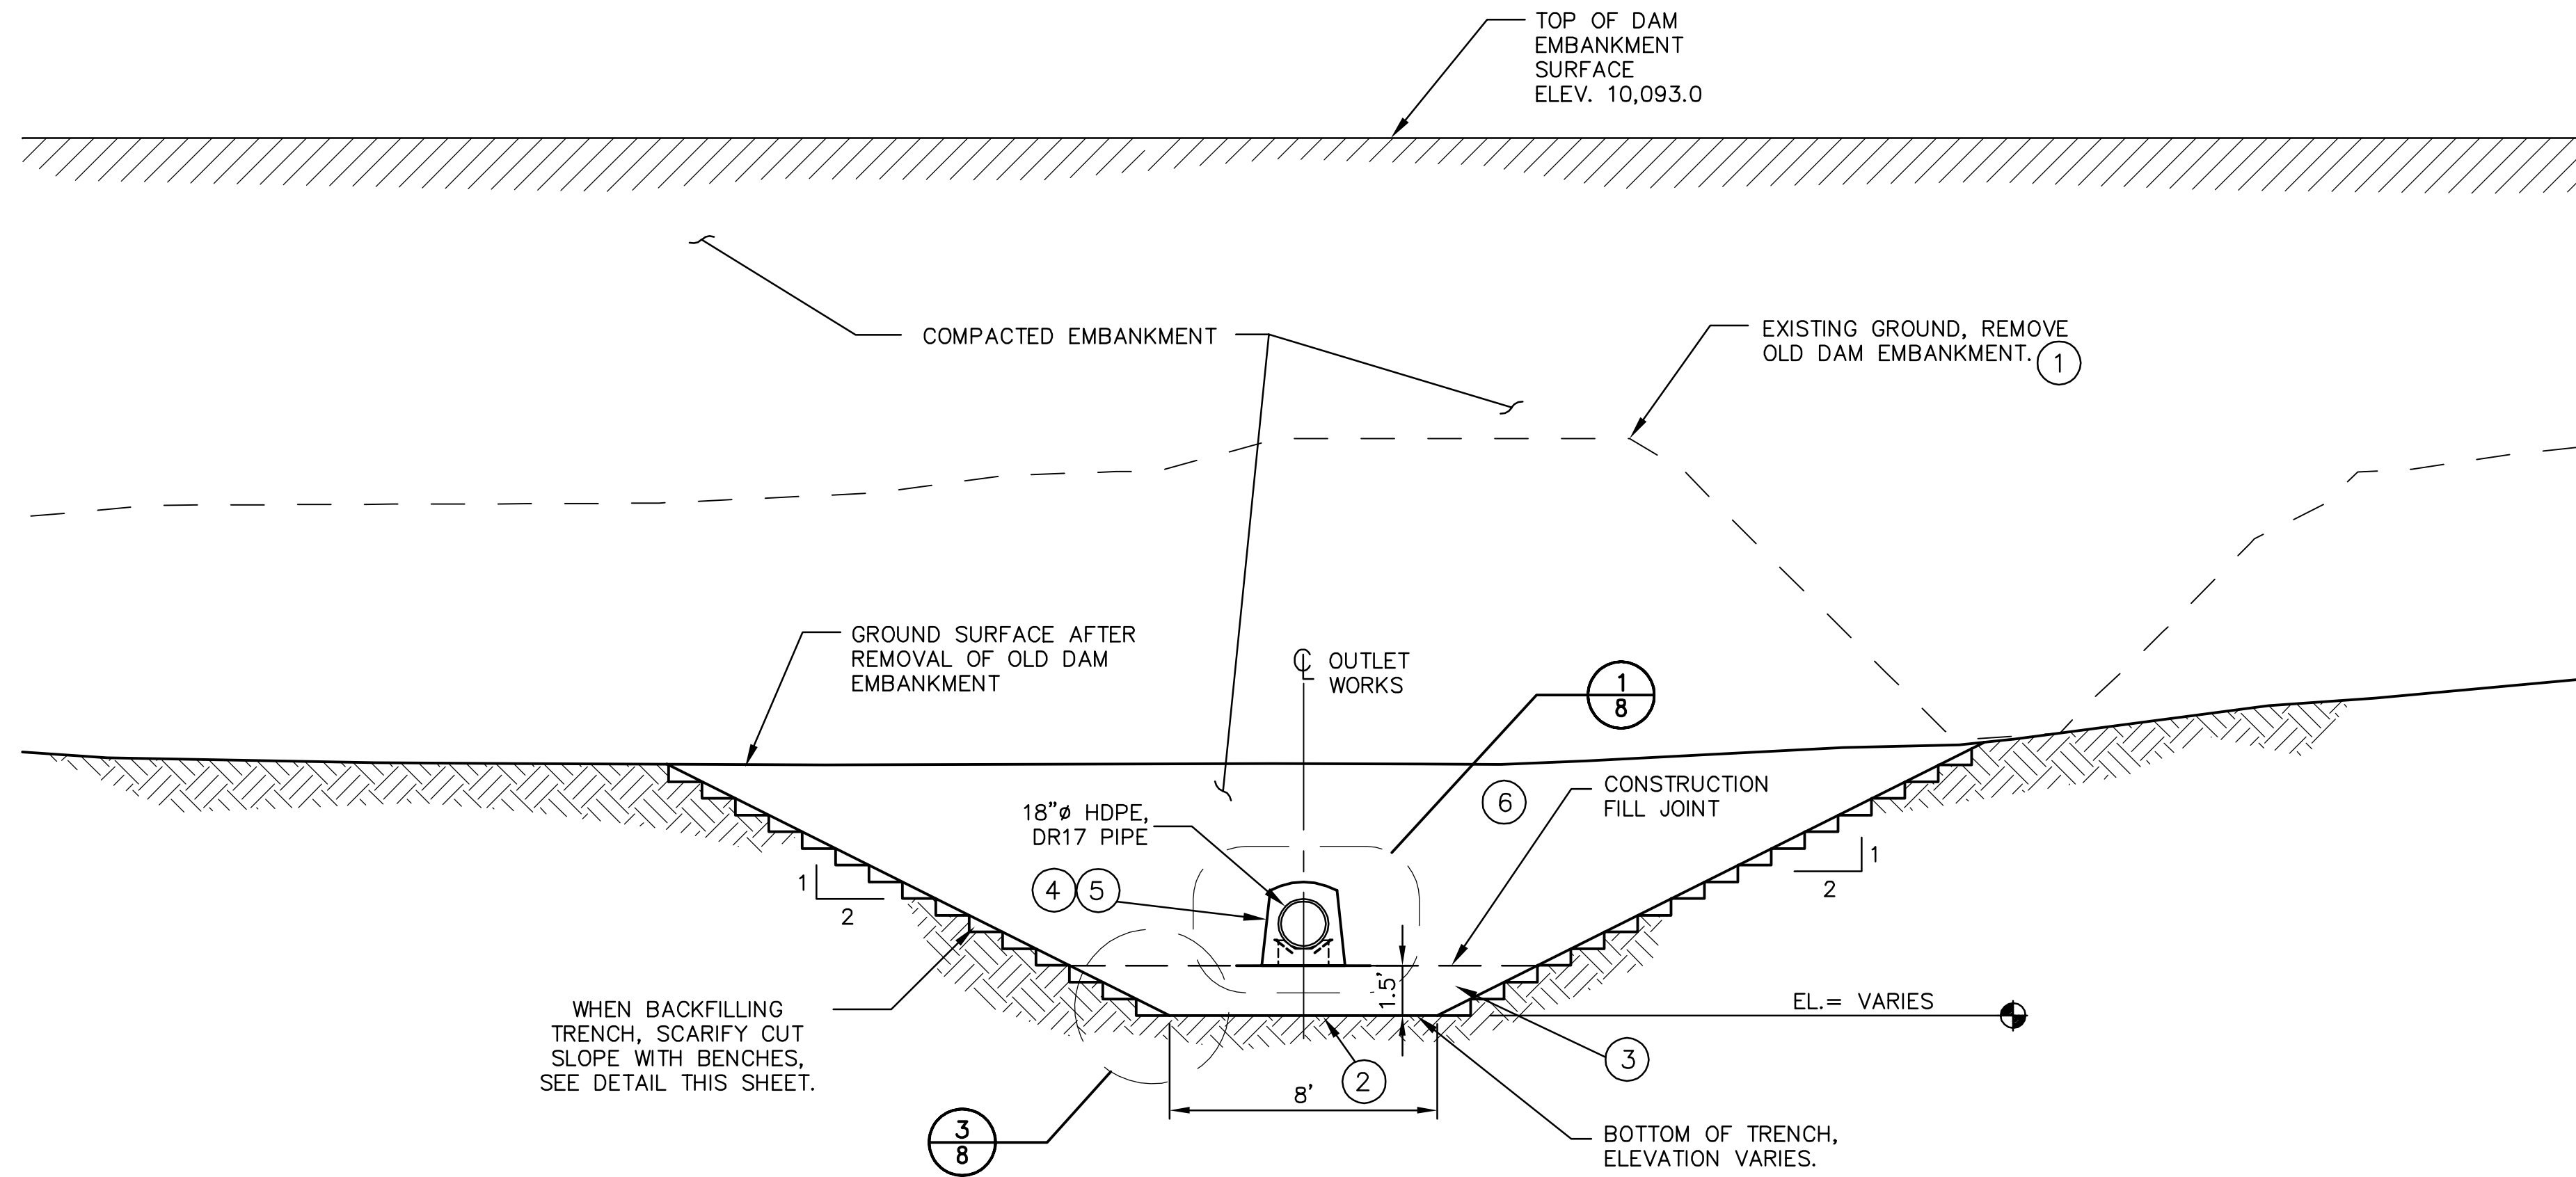 TOP OF DAM
EMBANKMENT
SURFACE
ELEV. 10,093.0
COMPACTED EMBANKMENT
EXISTING GROUND, REMOVE
OLD DAM EMBANKMENT.
1
GROUND SURFACE AFTER
REMOVAL OF OLD DAM
EMBANKMENT
℄ OUTLET
WORKS
1
8
6
CONSTRUCTION
FILL JOINT
18"ø HDPE,
DR17 PIPE
4 5
1
2
1
2
1.5'
WHEN BACKFILLING
TRENCH, SCARIFY CUT
SLOPE WITH BENCHES,
SEE DETAIL THIS SHEET.
EL.= VARIES
3
2
8'
3
8
BOTTOM OF TRENCH,
ELEVATION VARIES.